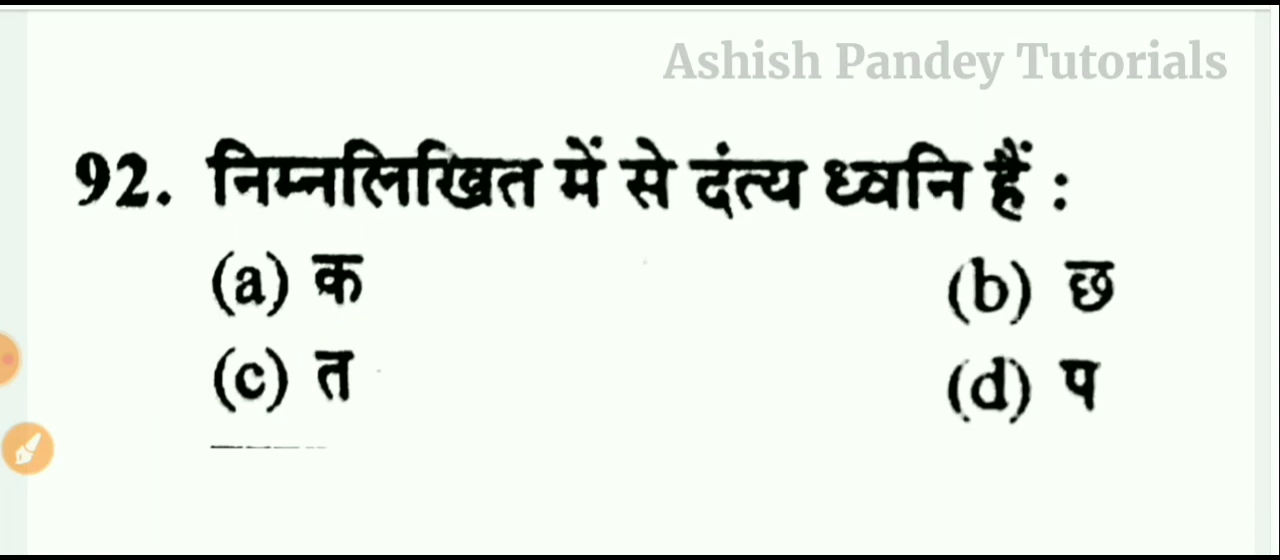 Ashish Pandey Tutorials
92. निम्नलिखित में से दंत्य ध्वनि हैं :
(a) क (b) छ
(c) त (d) प